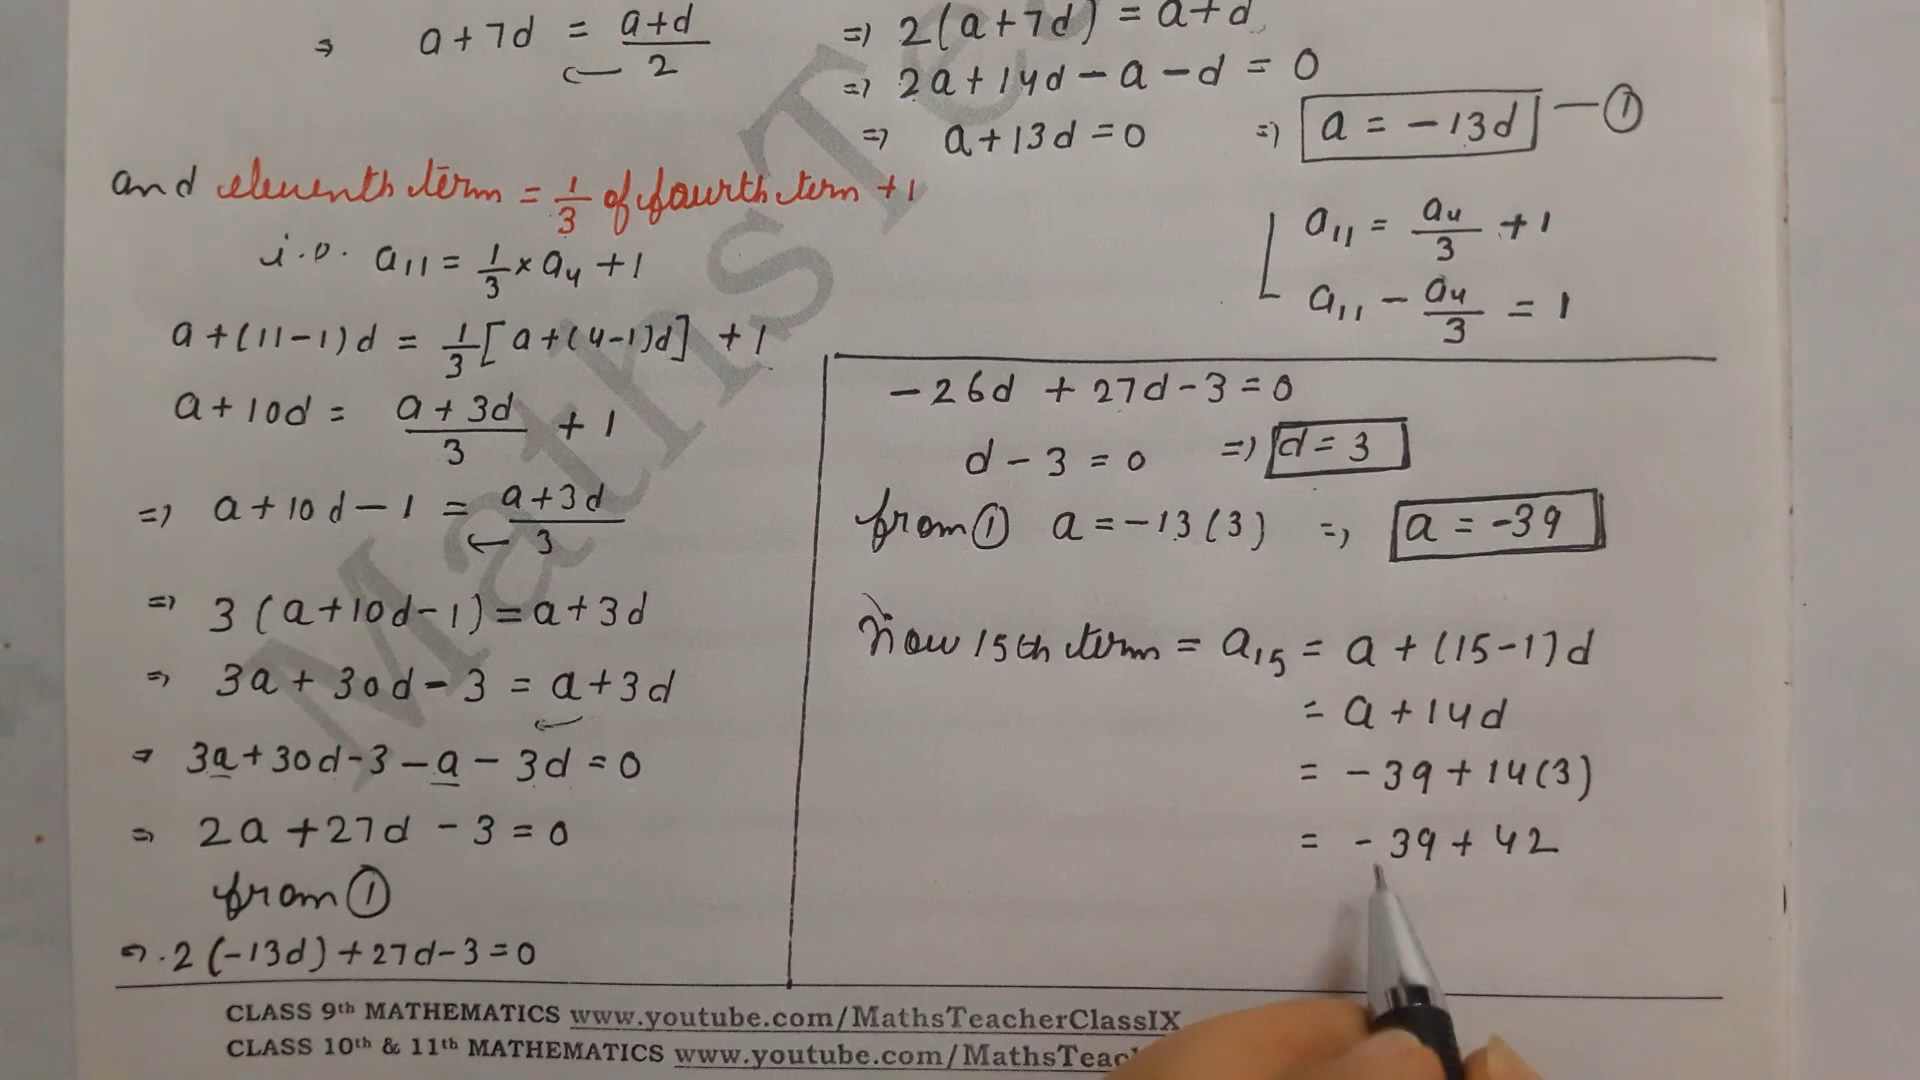 ⇒ a+7d = (a+d)/2 ⇒ 2(a+7d) = a+d
⇒ 2a+14d-a-d = 0
⇒ a+13d=0 ⇒ a = -13d — ①
and eleventh term = 1/3 of fourth term +1
i.e. a11 = 1/3 × a4 +1
a+(11-1)d = 1/3[a+(4-1)d] +1
a+10d = (a+3d)/3 + 1
⇒ a+10d-1 = (a+3d)/3
⇒ 3(a+10d-1)=a+3d
⇒ 3a+30d-3 = a+3d
⇒ 3a+30d-3-a-3d=0
⇒ 2a+27d-3=0
from ①
⇒ 2(-13d)+27d-3=0
a11 = a4/3 + 1
a11 - a4/3 = 1
-26d + 27d-3=0
d-3=0 ⇒ d=3
from ① a=-13(3) ⇒ a=-39
Now 15th term = a15 = a+(15-1)d
= a+14d
= -39+14(3)
= -39+42
MathsTe
CLASS 9th MATHEMATICS www.youtube.com/MathsTeacherClassIX
CLASS 10th & 11th MATHEMATICS www.youtube.com/MathsTeac